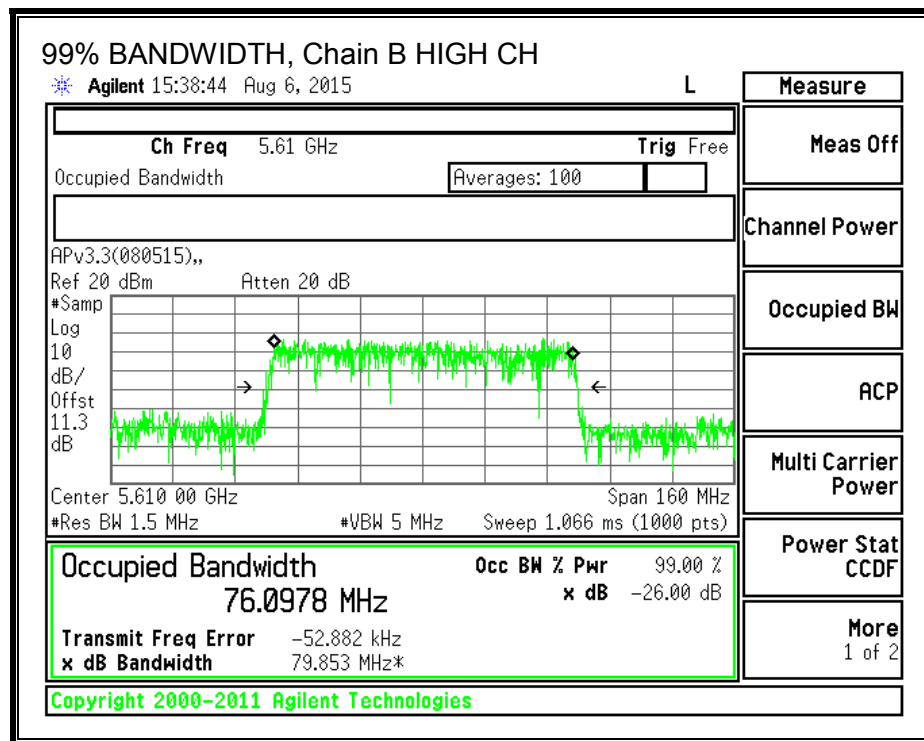 99% BANDWIDTH, Chain B HIGH CH
Agilent 15:38:44 Aug 6, 2015 L
Measure
Ch Freq 5.61 GHz Trig Free
Meas Off
Occupied Bandwidth Averages: 100
Channel Power
APv3.3(080515),,
Ref 20 dBm Atten 20 dB
#Samp
Log
10
dB/
Offst
11.3
dB
Occupied BW
ACP
Multi Carrier
Power
Center 5.610 00 GHz Span 160 MHz
#Res BW 1.5 MHz #VBW 5 MHz Sweep 1.066 ms (1000 pts)
Power Stat
CCDF
Occupied Bandwidth Occ BW % Pwr 99.00 %
76.0978 MHz x dB -26.00 dB
Transmit Freq Error -52.882 kHz
x dB Bandwidth 79.853 MHz*
More
1 of 2
Copyright 2000-2011 Agilent Technologies